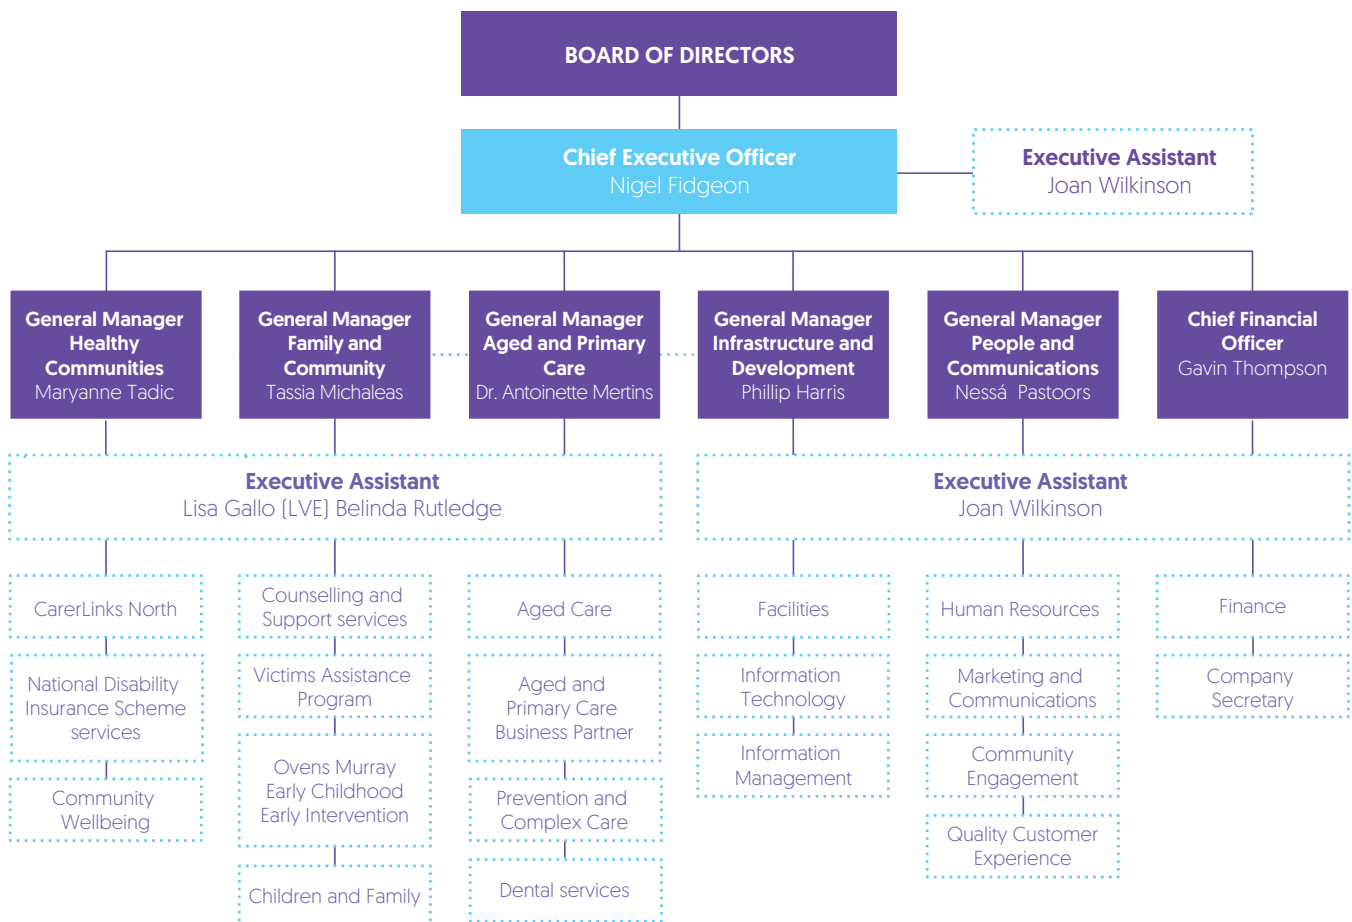 BOARD OF DIRECTORS
Chief Executive Officer
Nigel Fidgeon
Executive Assistant
Joan Wilkinson
General Manager
Healthy
Communities
Maryanne Tadic
General Manager
Family and
Community
Tassia Michaleas
General Manager
Aged and Primary
Care
Dr. Antoinette Mertins
General Manager
Infrastructure and
Development
Phillip Harris
General Manager
People and
Communications
Nessá Pastoors
Chief Financial
Officer
Gavin Thompson
Executive Assistant
Lisa Gallo (LVE) Belinda Rutledge
Executive Assistant
Joan Wilkinson
CarerLinks North
National Disability
Insurance Scheme
services
Community
Wellbeing
Counselling and
Support services
Victims Assistance
Program
Ovens Murray
Early Childhood
Early Intervention
Children and Family
Aged Care
Aged and
Primary Care
Business Partner
Prevention and
Complex Care
Dental services
Facilities
Information
Technology
Information
Management
Human Resources
Marketing and
Communications
Community
Engagement
Quality Customer
Experience
Finance
Company
Secretary